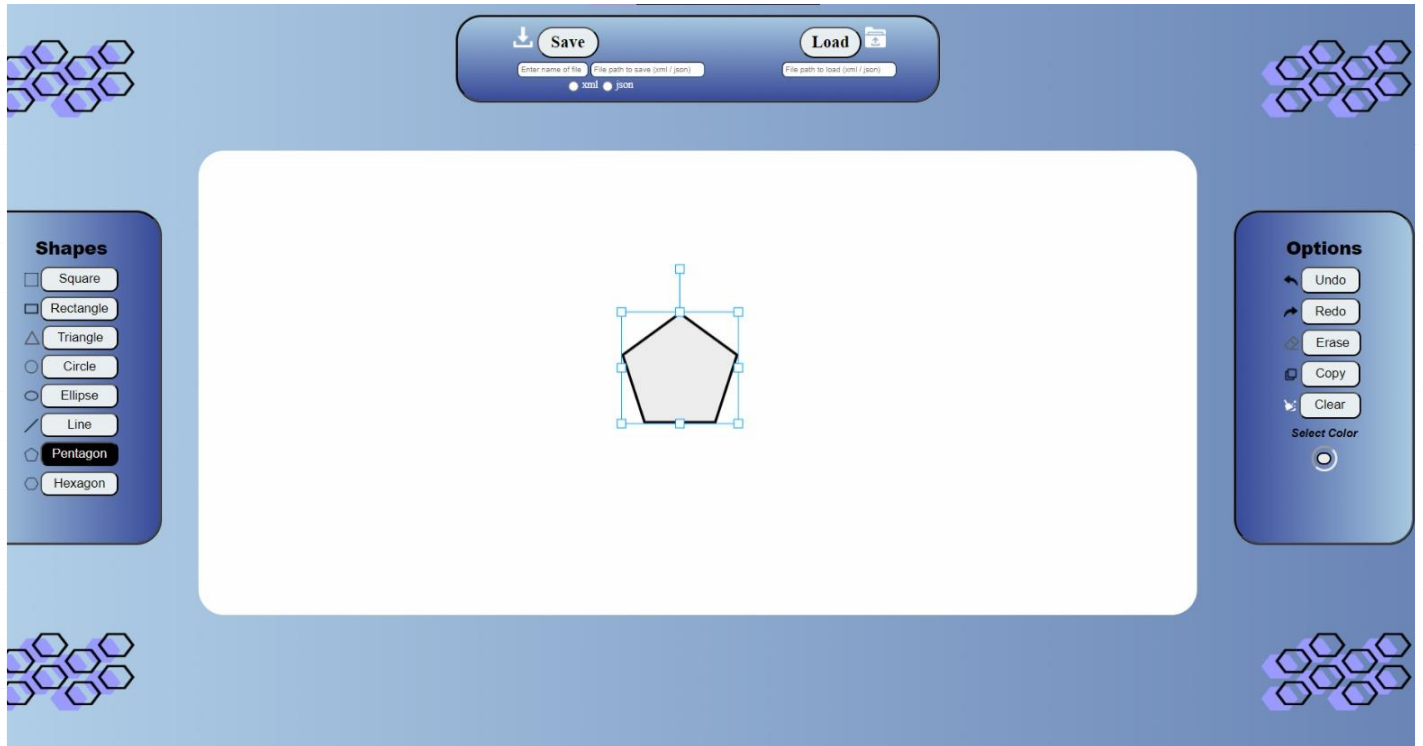 Save
Load
Enter name of file
File path to save (xml / json)
File path to load (xml / json)
xml
json
Shapes
Square
Rectangle
Triangle
Circle
Ellipse
Line
Pentagon
Hexagon
Options
Undo
Redo
Erase
Copy
Clear
Select Color